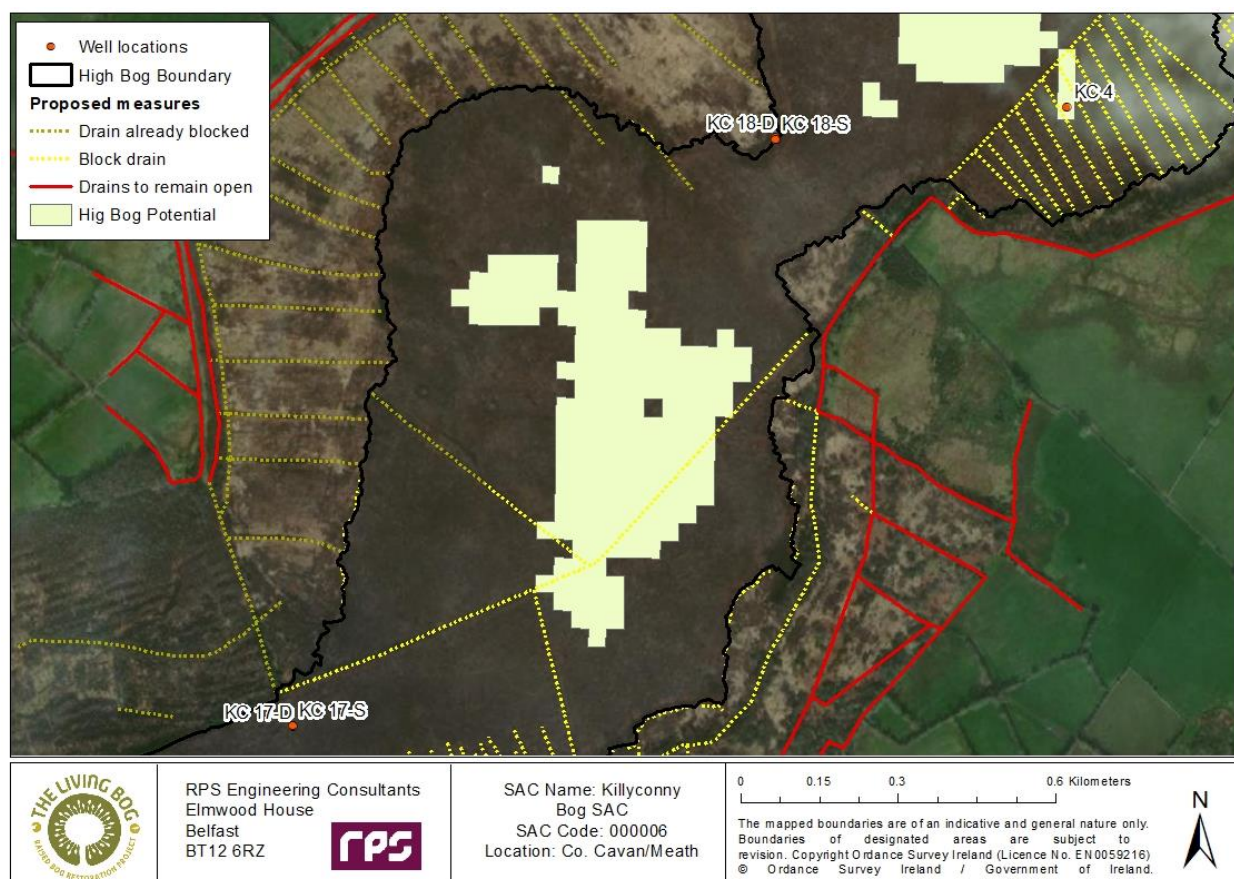 Well locations
High Bog Boundary
Proposed measures
Drain already blocked
Block drain
Drains to remain open
Hig Bog Potential
KC 4
KC 18-D KC 18-S
KC 17-D KC 17-S
THE LIVING BOG
RAISED BOG RESTORATION PROJECT
RPS Engineering Consultants
Elmwood House
Belfast
BT12 6RZ
rps
SAC Name: Killyconny
Bog SAC
SAC Code: 000006
Location: Co. Cavan/Meath
0 0.15 0.3 0.6 Kilometers
The mapped boundaries are of an indicative and general nature only.
Boundaries of designated areas are subject to
revision. Copyright Ordance Survey Ireland (Licence No. EN0059216)
© Ordance Survey Ireland / Government of Ireland.
N